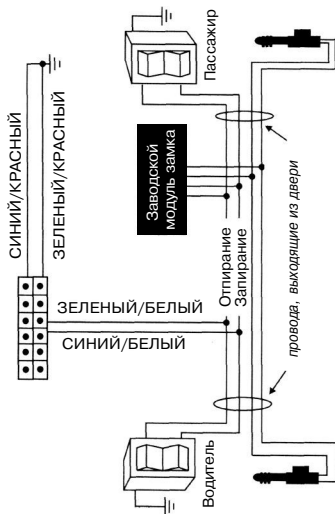 СИНИЙ/КРАСНЫЙ
ЗЕЛЕНЫЙ/КРАСНЫЙ
ЗЕЛЕНЫЙ/БЕЛЫЙ
СИНИЙ/БЕЛЫЙ
Пассажир
Заводской
модуль замка
Отпирание
Запирание
провода, выходящие из двери
Водитель